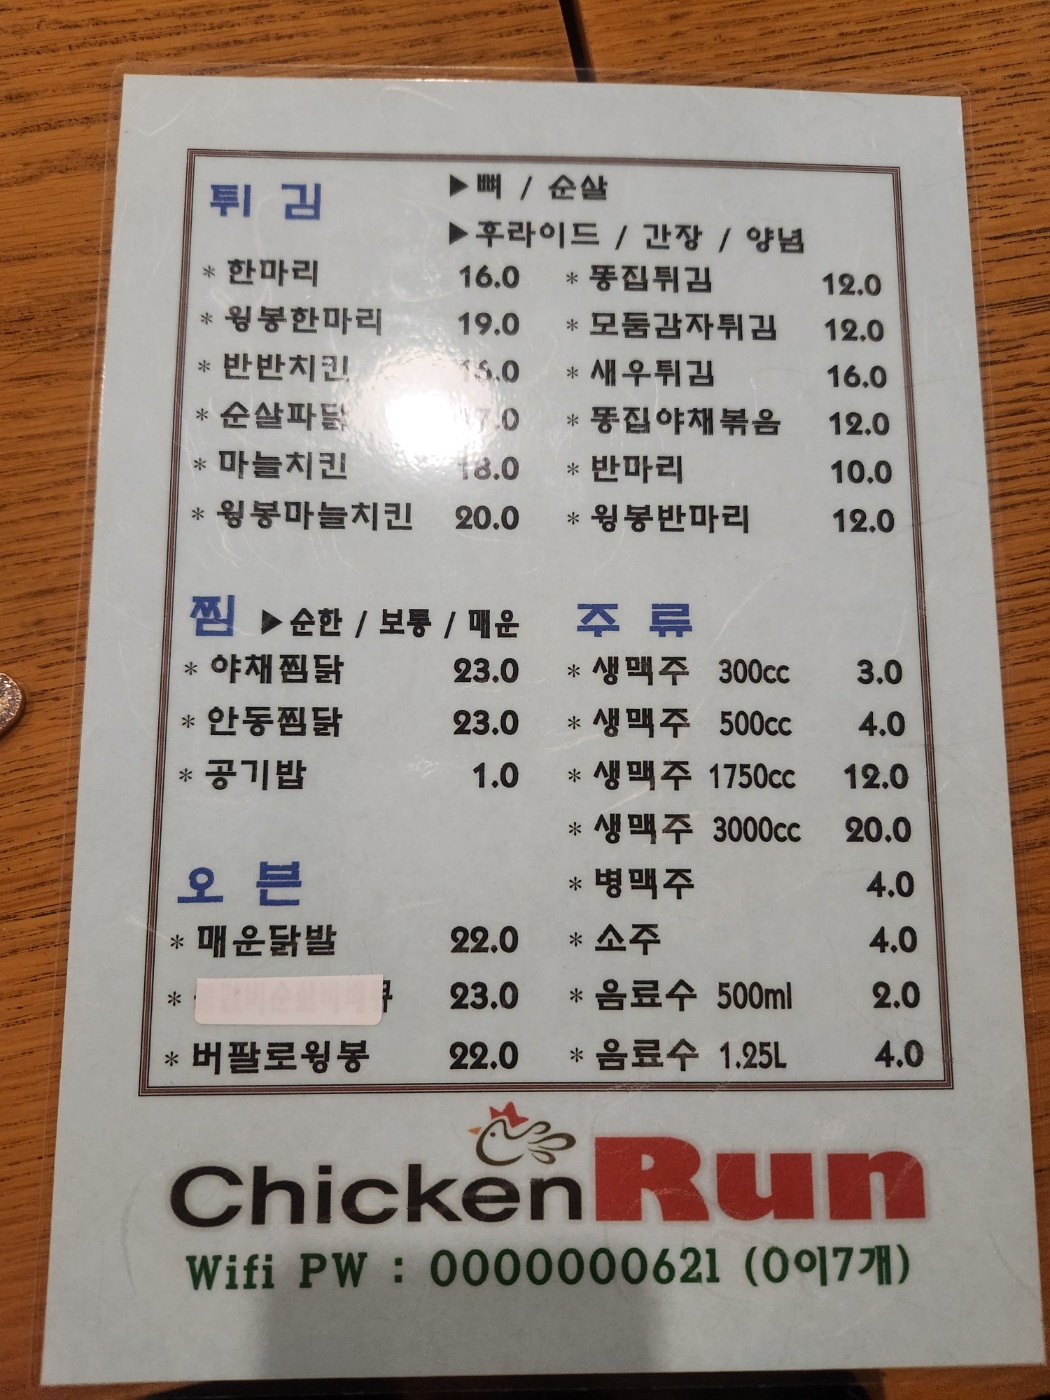 튀 김
▶뼈 / 순살
▶후라이드 / 간장 / 양념
* 한마리 16.0
* 윙봉한마리 19.0
* 반반치킨 16.0
* 순살파닭 17.0
* 마늘치킨 18.0
* 윙봉마늘치킨 20.0
* 똥집튀김 12.0
* 모둠감자튀김 12.0
* 새우튀김 16.0
* 똥집야채볶음 12.0
* 반마리 10.0
* 윙봉반마리 12.0
찜 ▶순한 / 보통 / 매운
* 야채찜닭 23.0
* 안동찜닭 23.0
* 공기밥 1.0
오 븐
* 매운닭발 22.0
* 23.0
* 버팔로윙봉 22.0
주 류
* 생맥주 300cc 3.0
* 생맥주 500cc 4.0
* 생맥주 1750cc 12.0
* 생맥주 3000cc 20.0
* 병맥주 4.0
* 소주 4.0
* 음료수 500ml 2.0
* 음료수 1.25L 4.0
Chicken Run
Wifi PW : 0000000621 (0이7개)